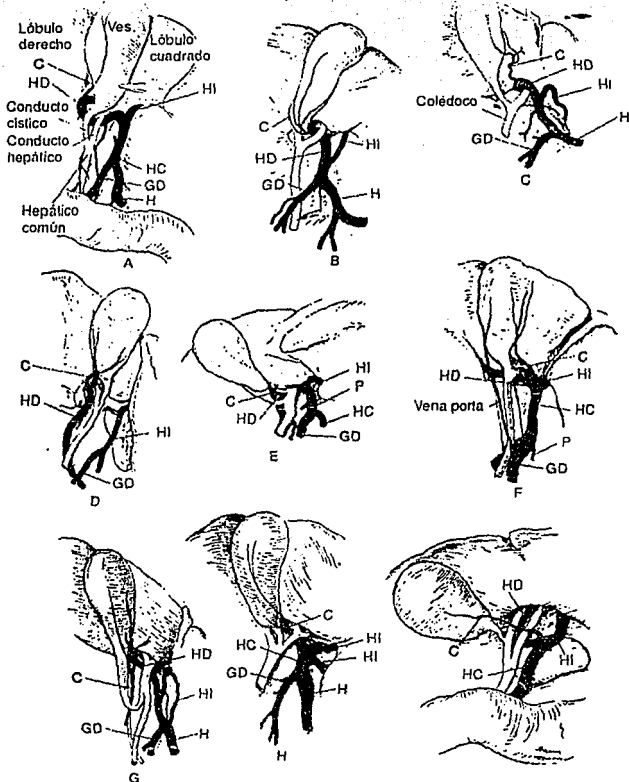 Lóbulo derecho
Ves.
Lóbulo cuadrado
C
HD
HI
Conducto cístico
Conducto hepático
HC
GD
H
Hepático común
A
C
HD
HI
GD
H
B
C
HD
HI
Colédoco
H
GD
C
C
HD
HI
GD
D
HI
P
C
HD
HC
GD
E
C
HD
HI
Vena porta
HC
P
GD
F
HD
C
HI
GD
H
G
C
HC
HI
HI
GD
H
H
HD
C
HI
HC